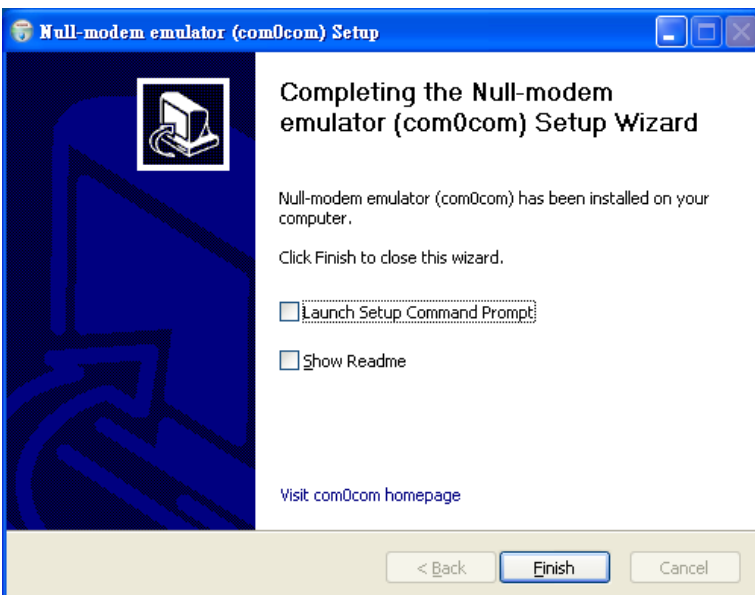 Null-modem emulator (com0com) Setup
Completing the Null-modem
emulator (com0com) Setup Wizard
Null-modem emulator (com0com) has been installed on your
computer.
Click Finish to close this wizard.
Launch Setup Command Prompt
Show Readme
Visit com0com homepage
< Back
Finish
Cancel